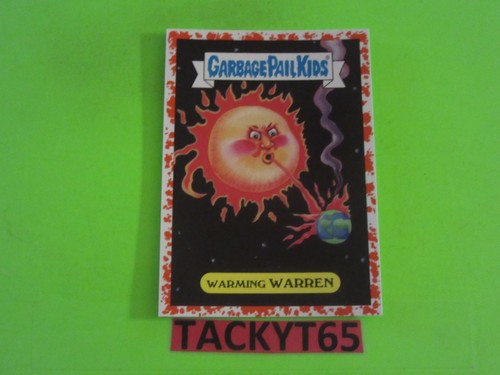 GARBAGE PAIL KIDS
WARMING WARREN
TACKYT65